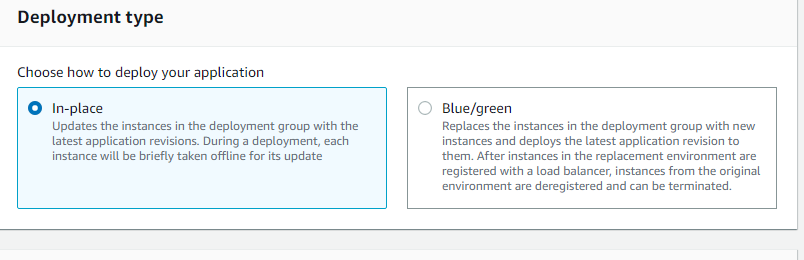 Deployment type
Choose how to deploy your application
In-place
Updates the instances in the deployment group with the
latest application revisions. During a deployment, each
instance will be briefly taken offline for its update
Blue/green
Replaces the instances in the deployment group with new
instances and deploys the latest application revision to
them. After instances in the replacement environment are
registered with a load balancer, instances from the original
environment are deregistered and can be terminated.